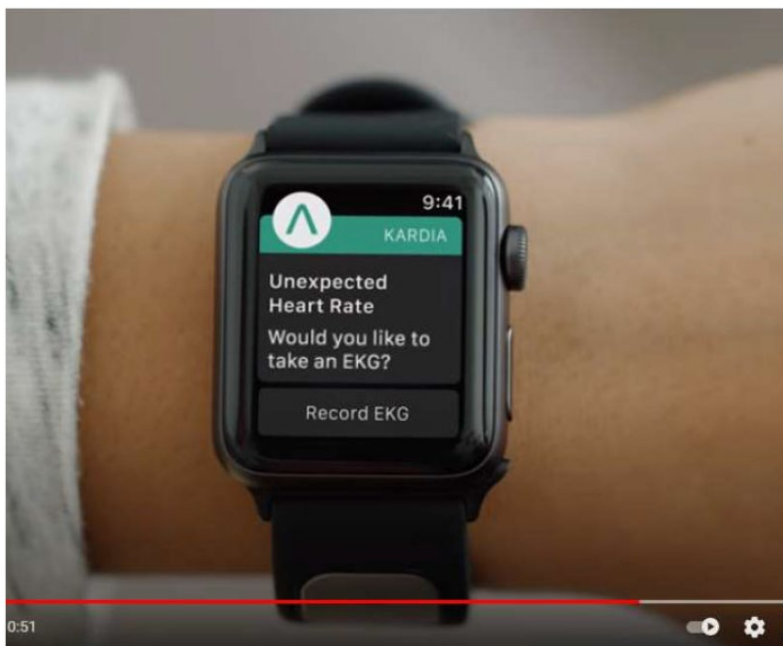 9:41
KARDIA
Unexpected
Heart Rate
Would you like to
take an EKG?
Record EKG
0:51